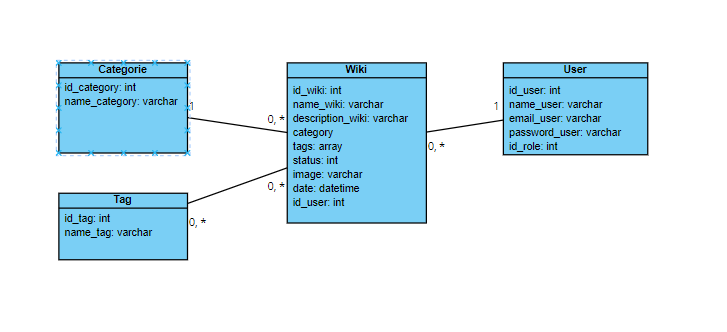 Categorie
id_category: int
name_category: varchar
1
0, *
Wiki
id_wiki: int
name_wiki: varchar
description_wiki: varchar
category
tags: array
status: int
image: varchar
date: datetime
id_user: int
User
id_user: int
name_user: varchar
email_user: varchar
password_user: varchar
id_role: int
1
0, *
Tag
id_tag: int
name_tag: varchar
0, *
0, *